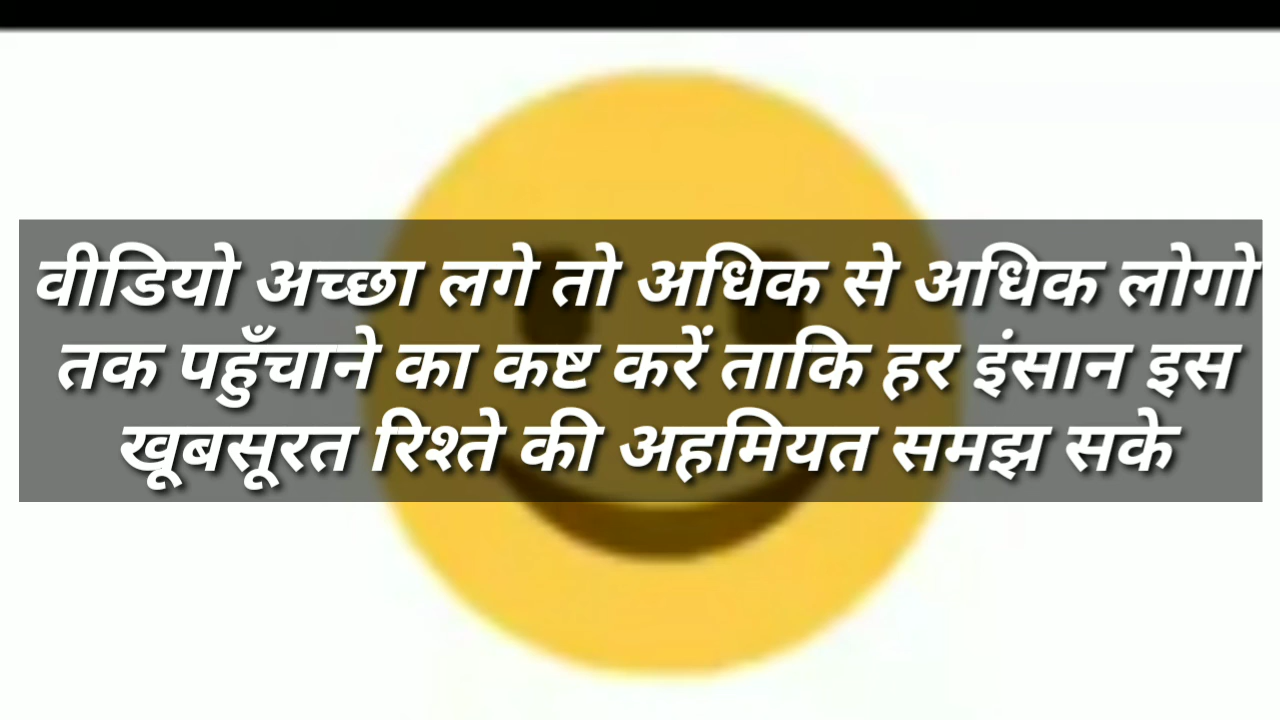 वीडियो अच्छा लगे तो अधिक से अधिक लोगो
तक पहुँचाने का कष्ट करें ताकि हर इंसान इस
खूबसूरत रिश्ते की अहमियत समझ सके